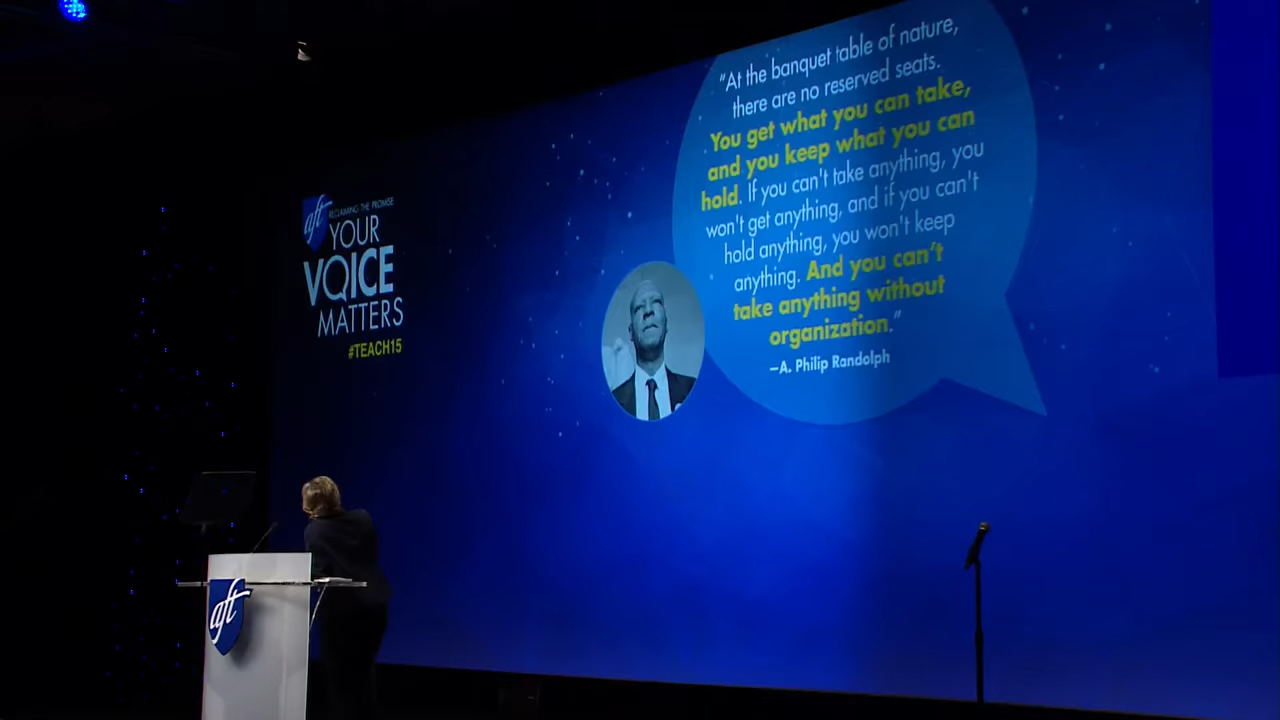 aft
RECLAIMING THE PROMISE
YOUR
VOICE
MATTERS
#TEACH15
“At the banquet table of nature,
there are no reserved seats.
You get what you can take,
and you keep what you can
hold. If you can't take anything, you
won't get anything, and if you can't
hold anything, you won't keep
anything. And you can’t
take anything without
organization.”
—A. Philip Randolph
aft